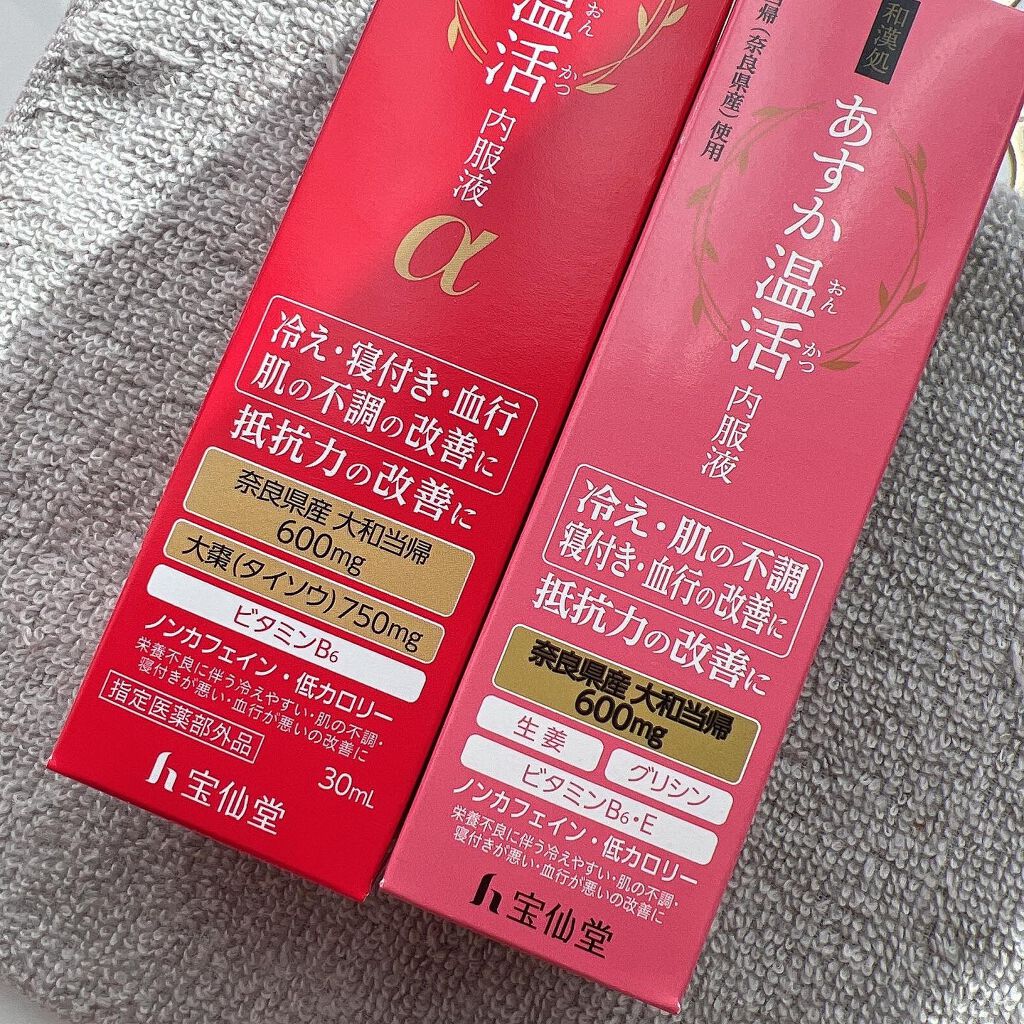 温活
おん
かつ
内服液
α
冷え・寝付き・血行
肌の不調の改善に
抵抗力の改善に
奈良県産 大和当帰
600mg
大棗(タイソウ)750mg
ビタミンB₆
ノンカフェイン・低カロリー
栄養不良に伴う冷えやすい・肌の不調・
寝付きが悪い・血行が悪いの改善に
指定医薬部外品
30mL
宝仙堂
和漢処
帰(奈良県産)使用
あすか温活
おん
かつ
内服液
冷え・肌の不調
寝付き・血行の改善に
抵抗力の改善に
奈良県産 大和当帰
600mg
生姜
グリシン
ビタミンB₆・E
ノンカフェイン・低カロリー
栄養不良に伴う冷えやすい・肌の不調・
寝付きが悪い・血行が悪いの改善に
宝仙堂